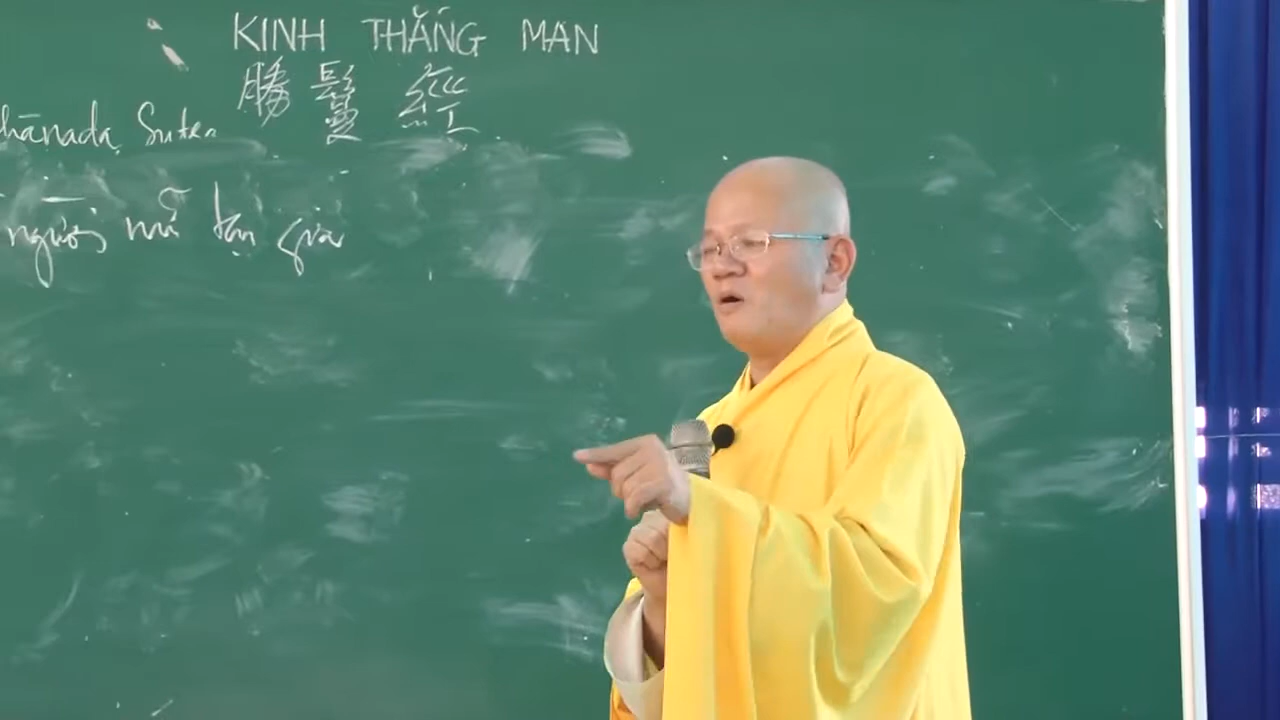 KINH THẮNG MAN
勝鬘經
hānada Sutra
người nữ tại gia